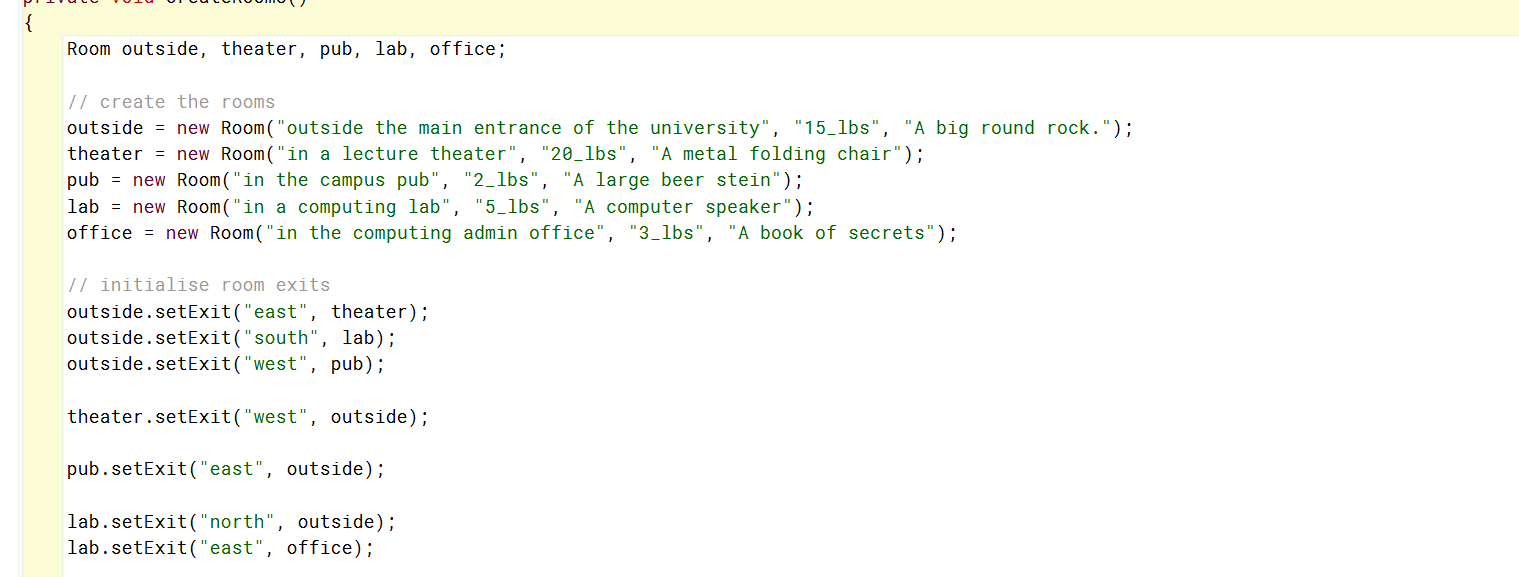 private void createRooms()
{
Room outside, theater, pub, lab, office;
// create the rooms
outside = new Room("outside the main entrance of the university", "15_lbs", "A big round rock.");
theater = new Room("in a lecture theater", "20_lbs", "A metal folding chair");
pub = new Room("in the campus pub", "2_lbs", "A large beer stein");
lab = new Room("in a computing lab", "5_lbs", "A computer speaker");
office = new Room("in the computing admin office", "3_lbs", "A book of secrets");
// initialise room exits
outside.setExit("east", theater);
outside.setExit("south", lab);
outside.setExit("west", pub);
theater.setExit("west", outside);
pub.setExit("east", outside);
lab.setExit("north", outside);
lab.setExit("east", office);